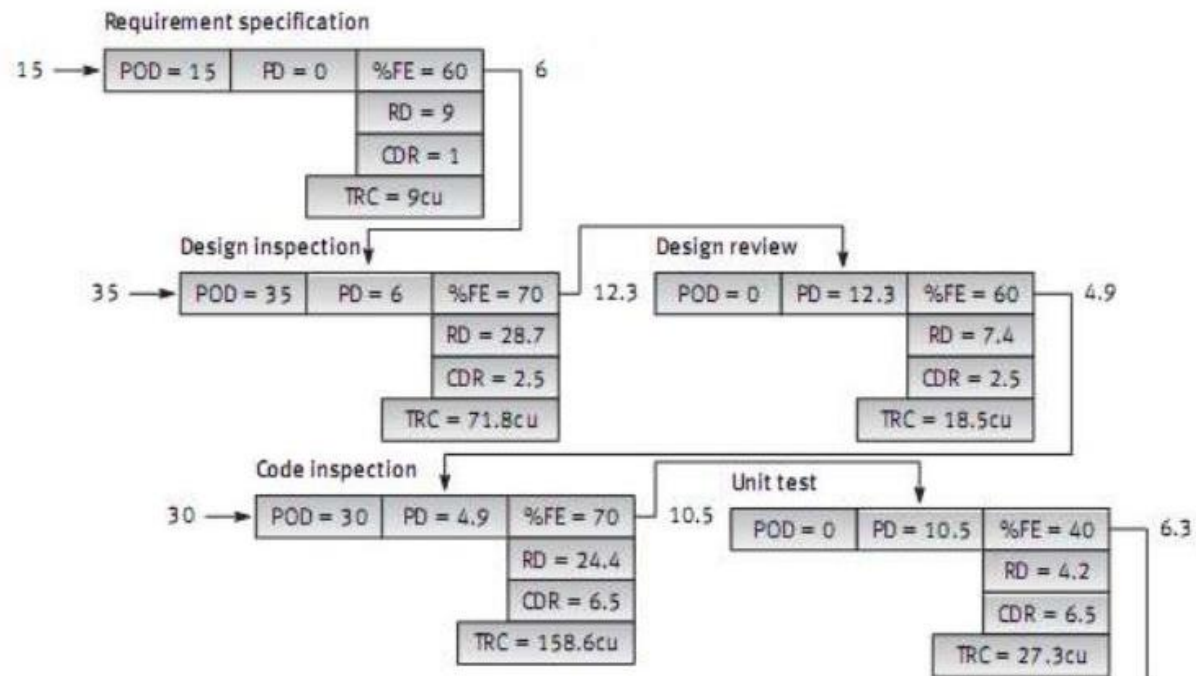 Requirement specification
15 POD = 15 PD = 0 %FE = 60 6
RD = 9
CDR = 1
TRC = 9cu
Design inspection Design review
35 POD = 35 PD = 6 %FE = 70 12.3 POD = 0 PD = 12.3 %FE = 60 4.9
RD = 28.7 RD = 7.4
CDR = 2.5 CDR = 2.5
TRC = 71.8cu TRC = 18.5cu
Code inspection Unit test
30 POD = 30 PD = 4.9 %FE = 70 10.5 POD = 0 PD = 10.5 %FE = 40 6.3
RD = 24.4 RD = 4.2
CDR = 6.5 CDR = 6.5
TRC = 158.6cu TRC = 27.3cu